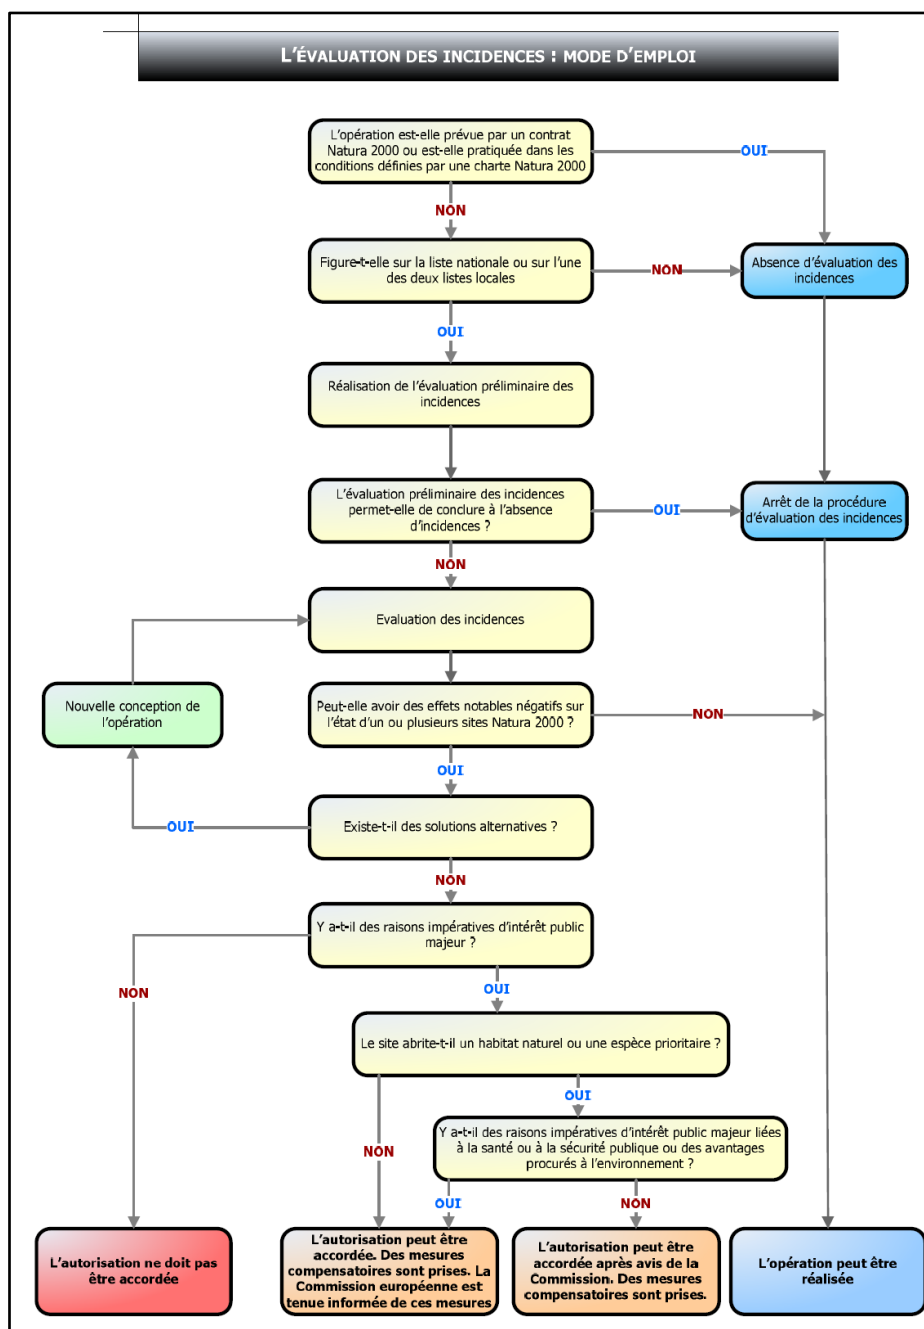 L'ÉVALUATION DES INCIDENCES : MODE D'EMPLOI
L'opération est-elle prévue par un contrat
Natura 2000 ou est-elle pratiquée dans les
conditions définies par une charte Natura 2000
OUI
NON
Figure-t-elle sur la liste nationale ou sur l'une
des deux listes locales
NON
Absence d'évaluation des
incidences
OUI
Réalisation de l'évaluation préliminaire des
incidences
L'évaluation préliminaire des incidences
permet-elle de conclure à l'absence
d'incidences ?
OUI
Arrêt de la procédure
d'évaluation des incidences
NON
Evaluation des incidences
Nouvelle conception de
l'opération
Peut-elle avoir des effets notables négatifs sur
l'état d'un ou plusieurs sites Natura 2000 ?
NON
OUI
Existe-t-il des solutions alternatives ?
OUI
NON
Y a-t-il des raisons impératives d'intérêt public
majeur ?
NON
OUI
Le site abrite-t-il un habitat naturel ou une espèce prioritaire ?
OUI
Y a-t-il des raisons impératives d'intérêt public majeur liées
à la santé ou à la sécurité publique ou des avantages
procurés à l'environnement ?
NON
OUI
NON
L'autorisation ne doit pas
être accordée
L'autorisation peut être
accordée. Des mesures
compensatoires sont prises. La
Commission européenne est
tenue informée de ces mesures
L'autorisation peut être
accordée après avis de la
Commission. Des mesures
compensatoires sont prises.
L'opération peut être
réalisée